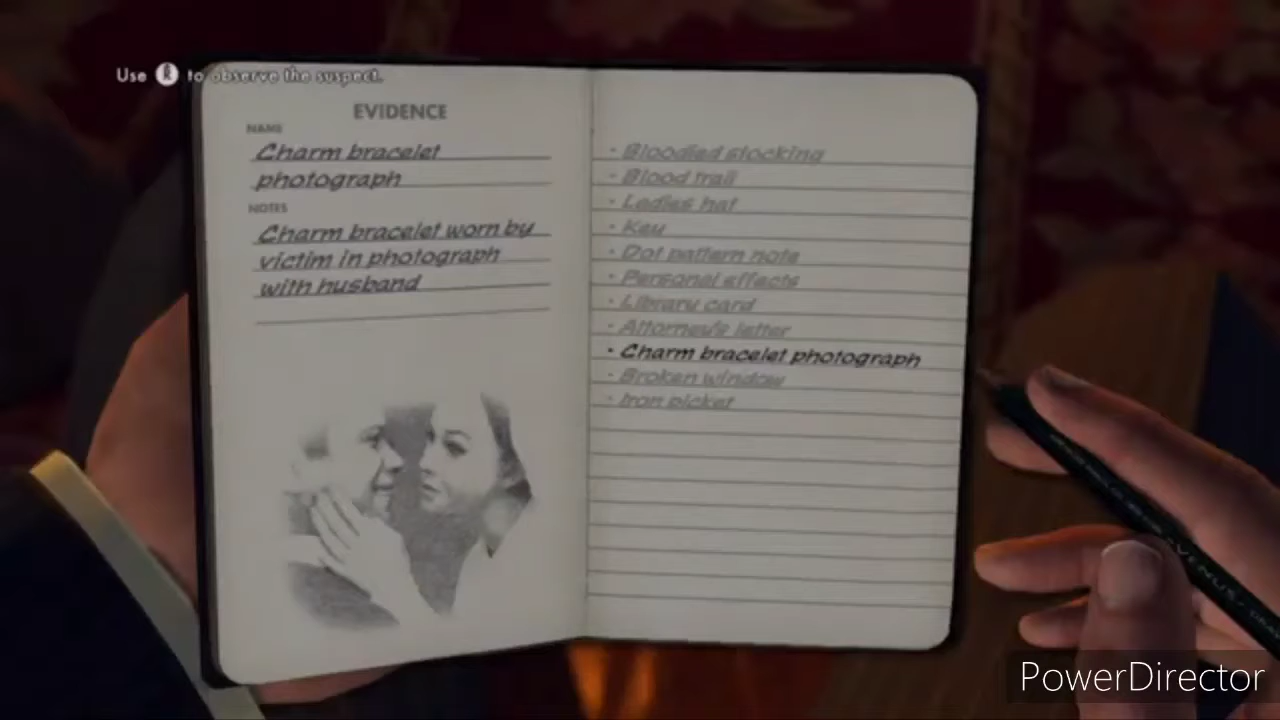 Use R to observe the suspect.
EVIDENCE
NAME
Charm bracelet
photograph
NOTES
Charm bracelet worn by
victim in photograph
with husband
· Bloodied stocking
· Blood trail
· Ladies hat
· Key
· Dot pattern note
· Personal effects
· Library card
· Attorney's letter
· Charm bracelet photograph
· Broken window
· Iron picket
VENUS
PowerDirector